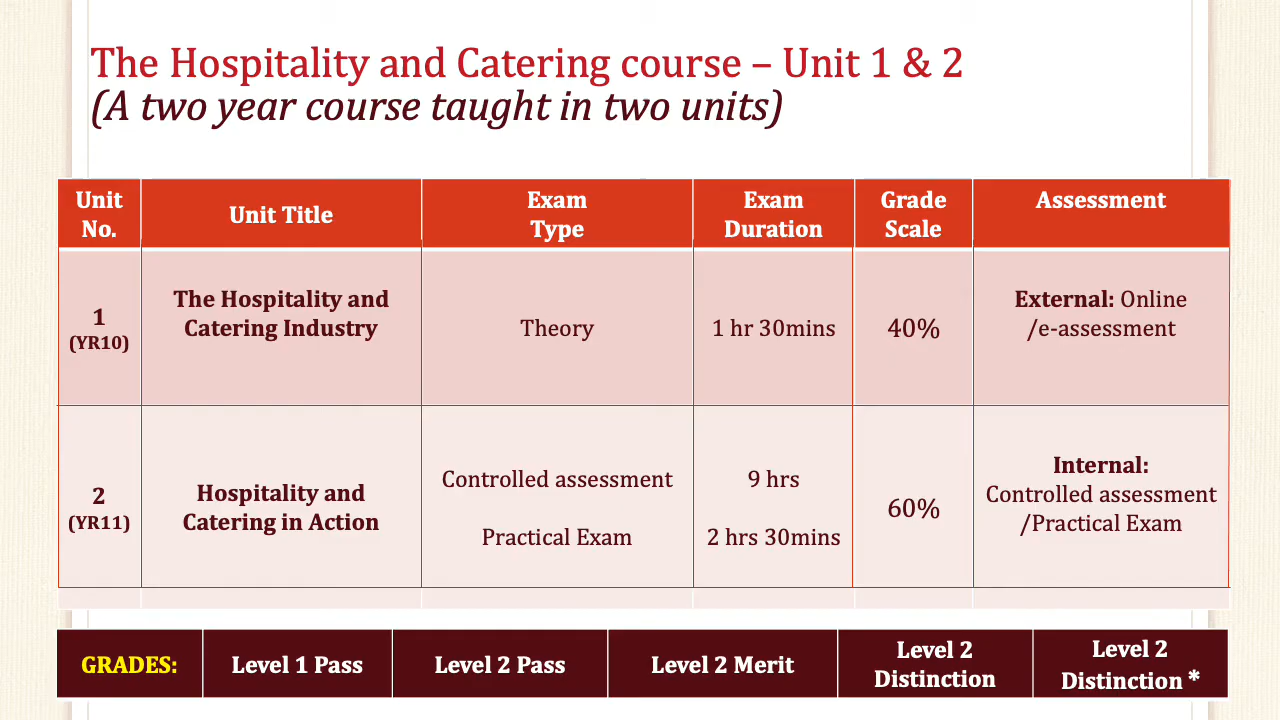 The Hospitality and Catering course – Unit 1 & 2
(A two year course taught in two units)
Unit No.
Unit Title
Exam Type
Exam Duration
Grade Scale
Assessment
1
(YR10)
The Hospitality and
Catering Industry
Theory
1 hr 30mins
40%
External: Online
/e-assessment
2
(YR11)
Hospitality and
Catering in Action
Controlled assessment
Practical Exam
9 hrs
2 hrs 30mins
60%
Internal:
Controlled assessment
/Practical Exam
GRADES:
Level 1 Pass
Level 2 Pass
Level 2 Merit
Level 2
Distinction
Level 2
Distinction *